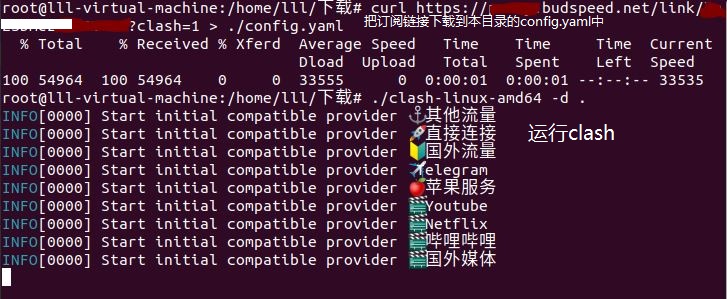 root@lll-virtual-machine:/home/lll/下载# curl https://budspeed.net/link/
?clash=1 > ./config.yaml
把订阅链接下载到本目录的config.yaml中
% Total % Received % Xferd Average Speed Time Time Time Current
Dload Upload Total Spent Left Speed
100 54964 100 54964 0 0 33555 0 0:00:01 0:00:01 --:--:-- 33535
root@lll-virtual-machine:/home/lll/下载# ./clash-linux-amd64 -d .
INFO[0000] Start initial compatible provider ⚓其他流量
INFO[0000] Start initial compatible provider 🚀直接连接
运行clash
INFO[0000] Start initial compatible provider 🔰国外流量
INFO[0000] Start initial compatible provider ✈️elegram
INFO[0000] Start initial compatible provider 🍎苹果服务
INFO[0000] Start initial compatible provider 🎬Youtube
INFO[0000] Start initial compatible provider 🎬Netflix
INFO[0000] Start initial compatible provider 🎬哔哩哔哩
INFO[0000] Start initial compatible provider 🎬国外媒体